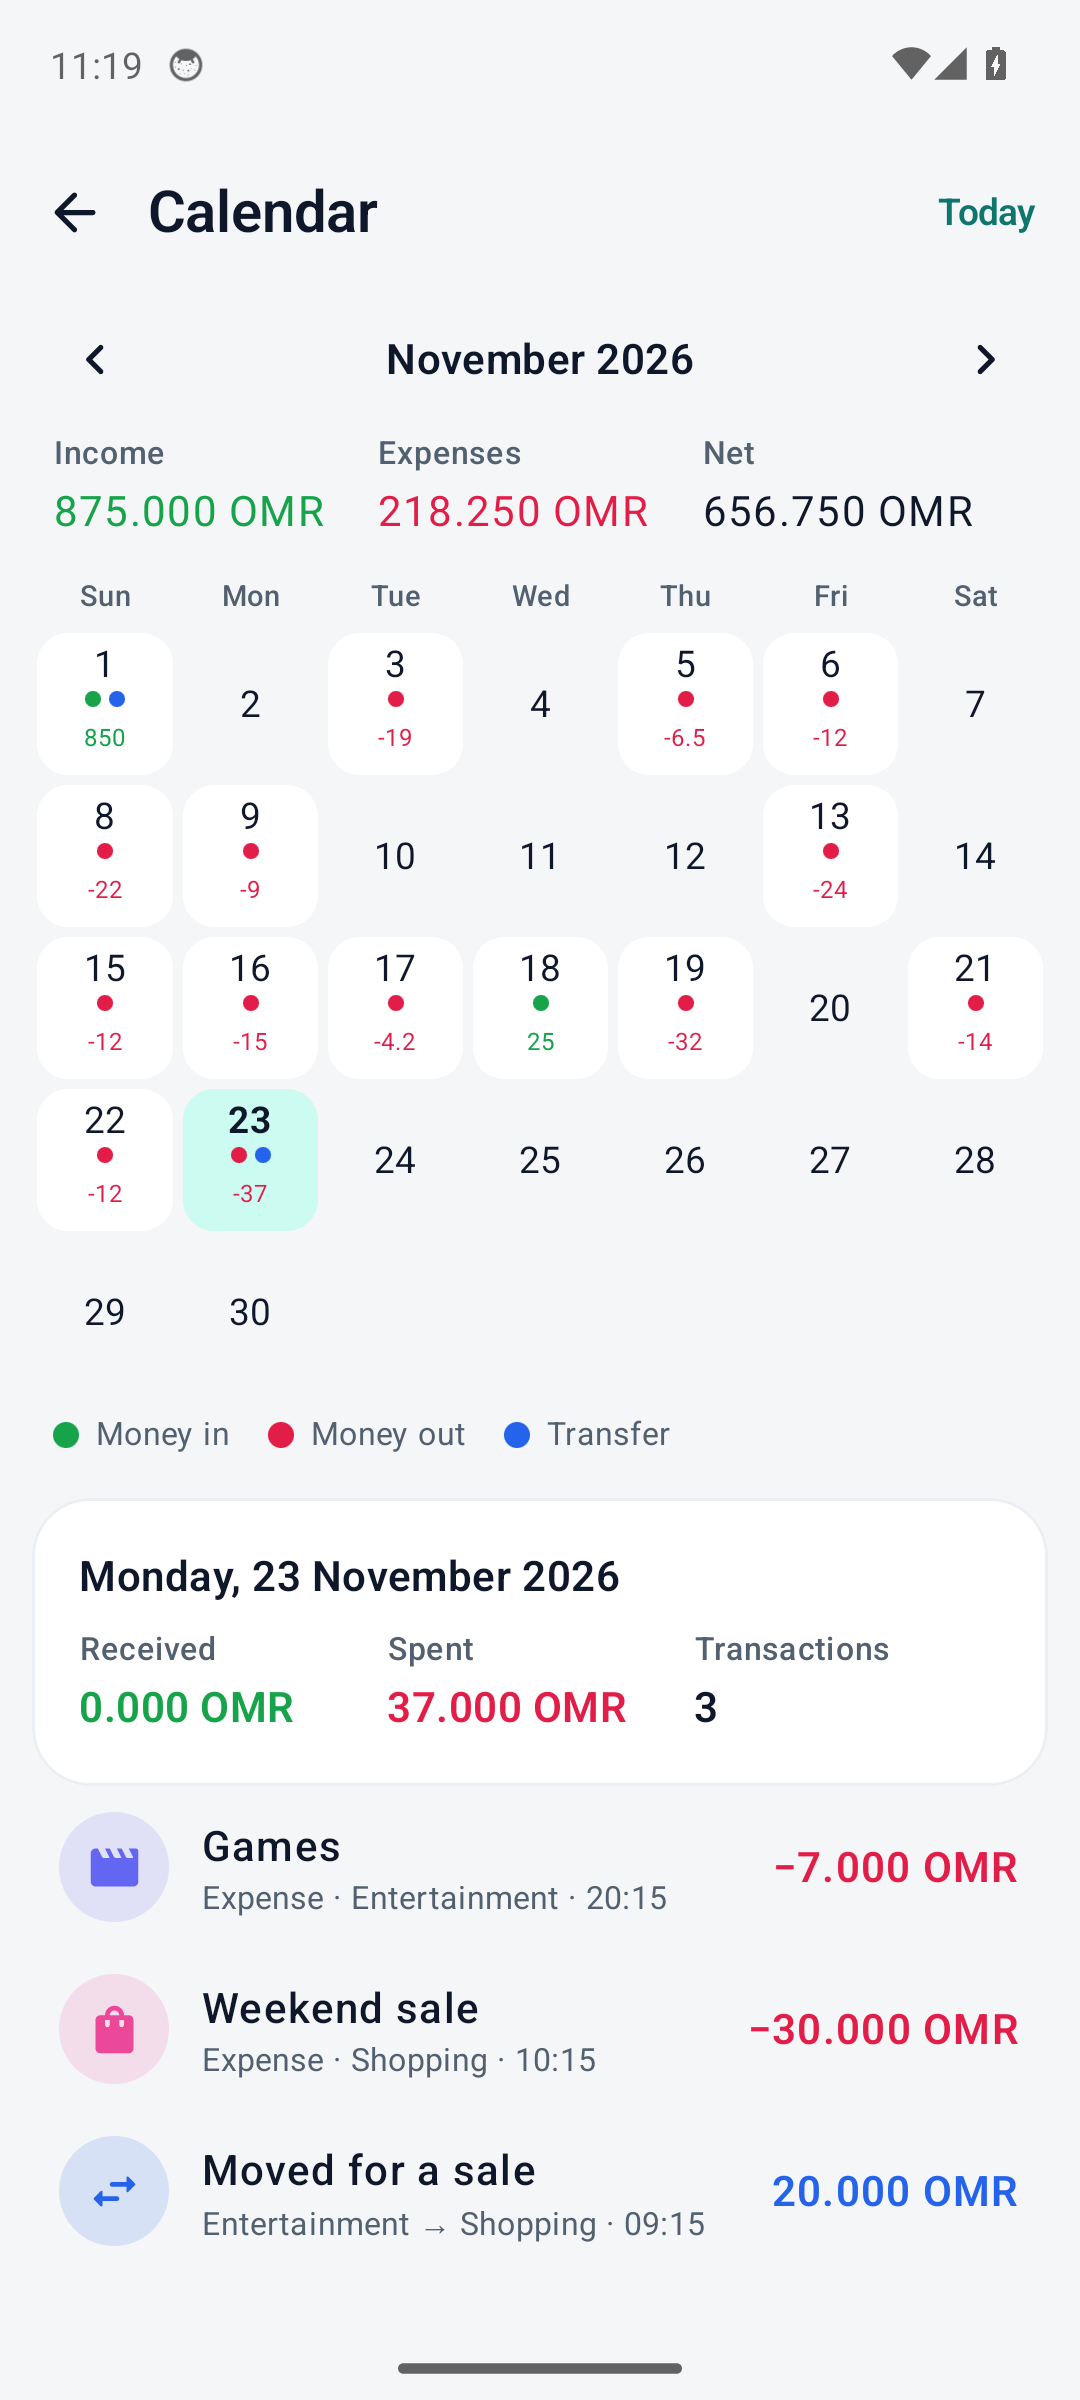 11:19
Calendar
Today
November 2026
Income Expenses Net
875.000 OMR 218.250 OMR 656.750 OMR
Sun Mon Tue Wed Thu Fri Sat
1 2 3 4 5 6 7
850 -19 -6.5 -12
8 9 10 11 12 13 14
-22 -9 -24
15 16 17 18 19 20 21
-12 -15 -4.2 25 -32 -14
22 23 24 25 26 27 28
-12 -37
29 30
Money in Money out Transfer
Monday, 23 November 2026
Received Spent Transactions
0.000 OMR 37.000 OMR 3
Games
−7.000 OMR
Expense · Entertainment · 20:15
Weekend sale
−30.000 OMR
Expense · Shopping · 10:15
Moved for a sale
20.000 OMR
Entertainment → Shopping · 09:15